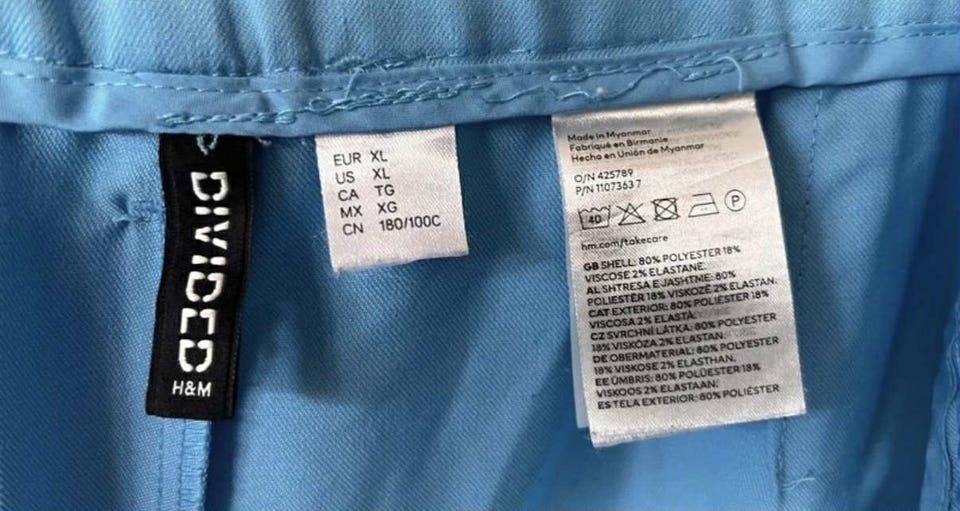 DIVIDED
H&M
EUR XL
US XL
CA TG
MX XG
CN 180/100C
Made in Myanmar
Fabriqué en Birmanie
Hecho en Unión de Myanmar
O/N 425789
P/N 1107363 7
40
P
hm.com/takecare
GB SHELL: 80% POLYESTER 18%
VISCOSE 2% ELASTANE.
AL SHTRESA E JASHTME: 80%
POLIESTËR 18% VISKOZË 2% ELASTAN.
CAT EXTERIOR: 80% POLIÈSTER 18%
VISCOSA 2% ELASTÀ.
CZ SVRCHNÍ LÁTKA: 80% POLYESTER
18% VISKÓZA 2% ELASTAN.
DE OBERMATERIAL: 80% POLYESTER
18% VISKOSE 2% ELASTHAN.
EE ÜMBRIS: 80% POLÜESTER 18%
VISKOOS 2% ELASTAAN.
ES TELA EXTERIOR: 80% POLIÉSTER